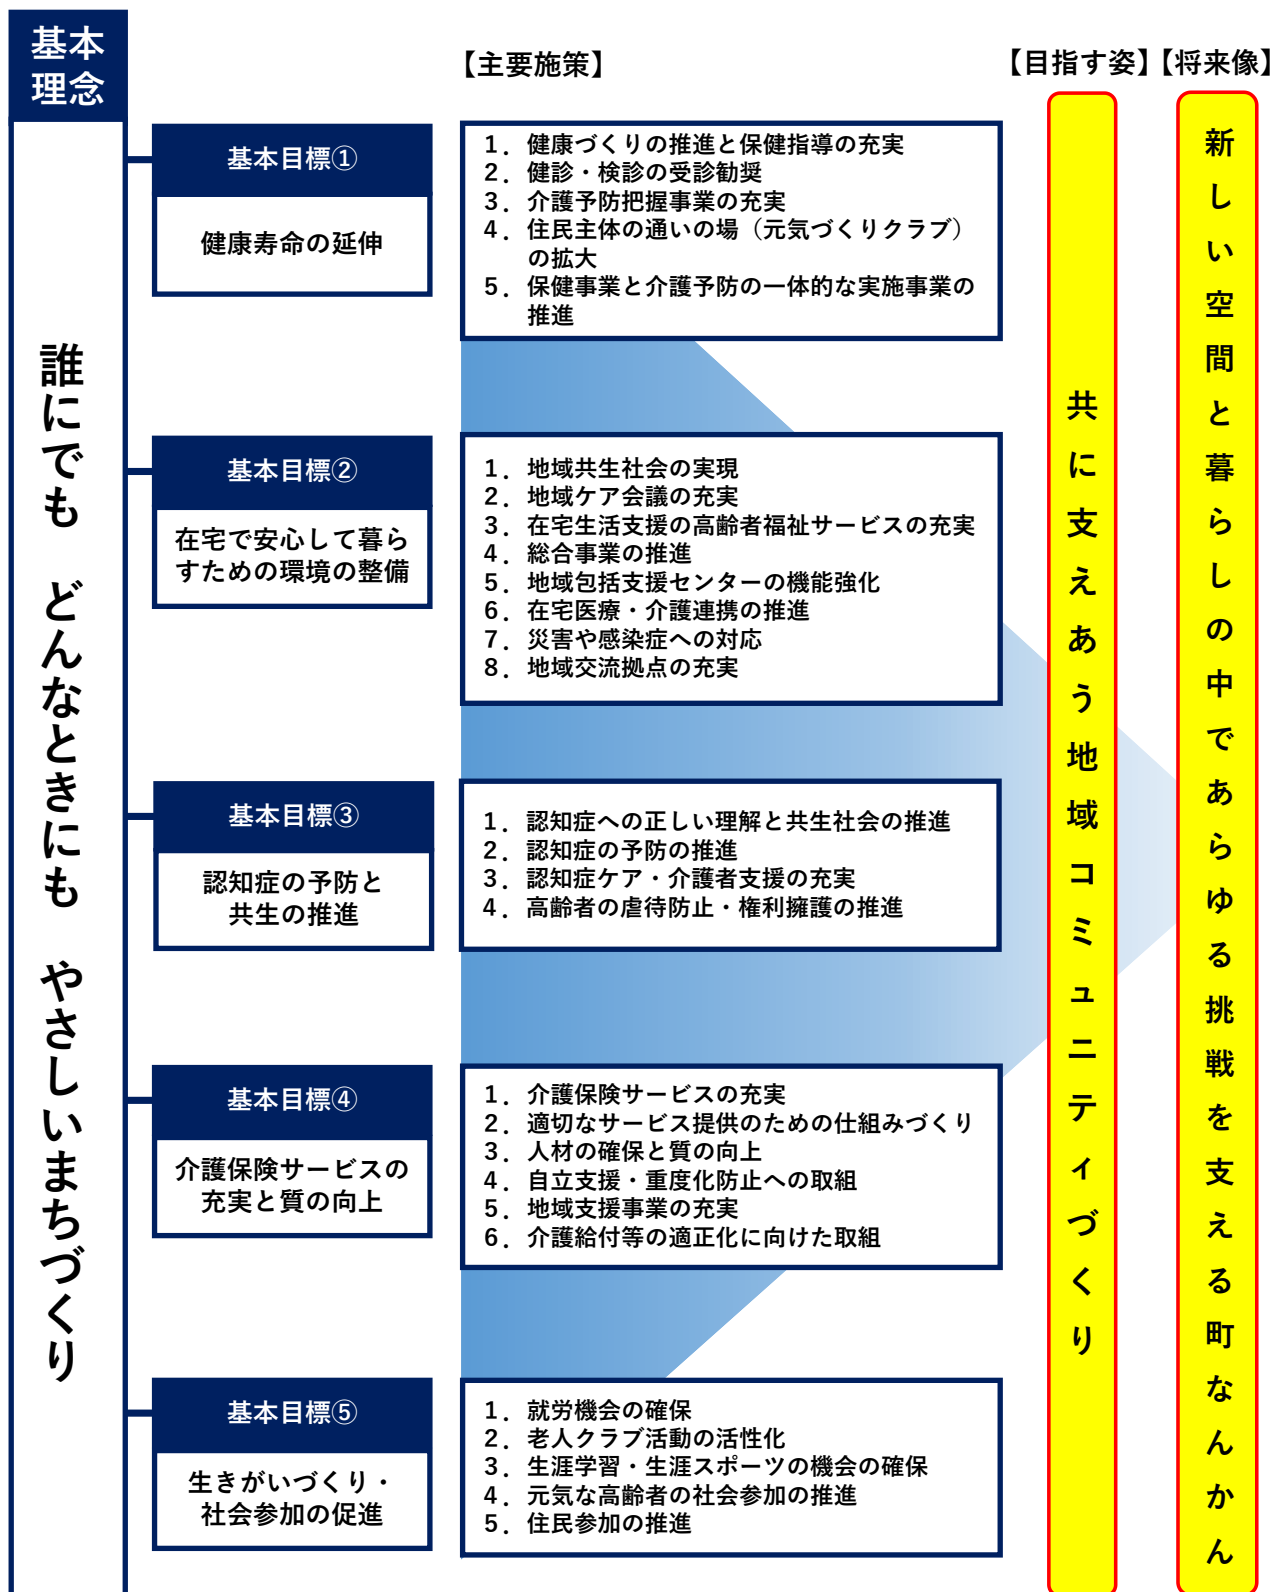 基本
理念
誰にでも　どんなときにも　やさしいまちづくり
【主要施策】
【目指す姿】
【将来像】
基本目標①
健康寿命の延伸
1．健康づくりの推進と保健指導の充実
2．健診・検診の受診勧奨
3．介護予防把握事業の充実
4．住民主体の通いの場（元気づくりクラブ）
の拡大
5．保健事業と介護予防の一体的な実施事業の
推進
基本目標②
在宅で安心して暮ら
すための環境の整備
1．地域共生社会の実現
2．地域ケア会議の充実
3．在宅生活支援の高齢者福祉サービスの充実
4．総合事業の推進
5．地域包括支援センターの機能強化
6．在宅医療・介護連携の推進
7．災害や感染症への対応
8．地域交流拠点の充実
基本目標③
認知症の予防と
共生の推進
1．認知症への正しい理解と共生社会の推進
2．認知症の予防の推進
3．認知症ケア・介護者支援の充実
4．高齢者の虐待防止・権利擁護の推進
基本目標④
介護保険サービスの
充実と質の向上
1．介護保険サービスの充実
2．適切なサービス提供のための仕組みづくり
3．人材の確保と質の向上
4．自立支援・重度化防止への取組
5．地域支援事業の充実
6．介護給付等の適正化に向けた取組
基本目標⑤
生きがいづくり・
社会参加の促進
1．就労機会の確保
2．老人クラブ活動の活性化
3．生涯学習・生涯スポーツの機会の確保
4．元気な高齢者の社会参加の推進
5．住民参加の推進
共に支えあう地域コミュニティづくり
新しい空間と暮らしの中であらゆる挑戦を支える町なんかん